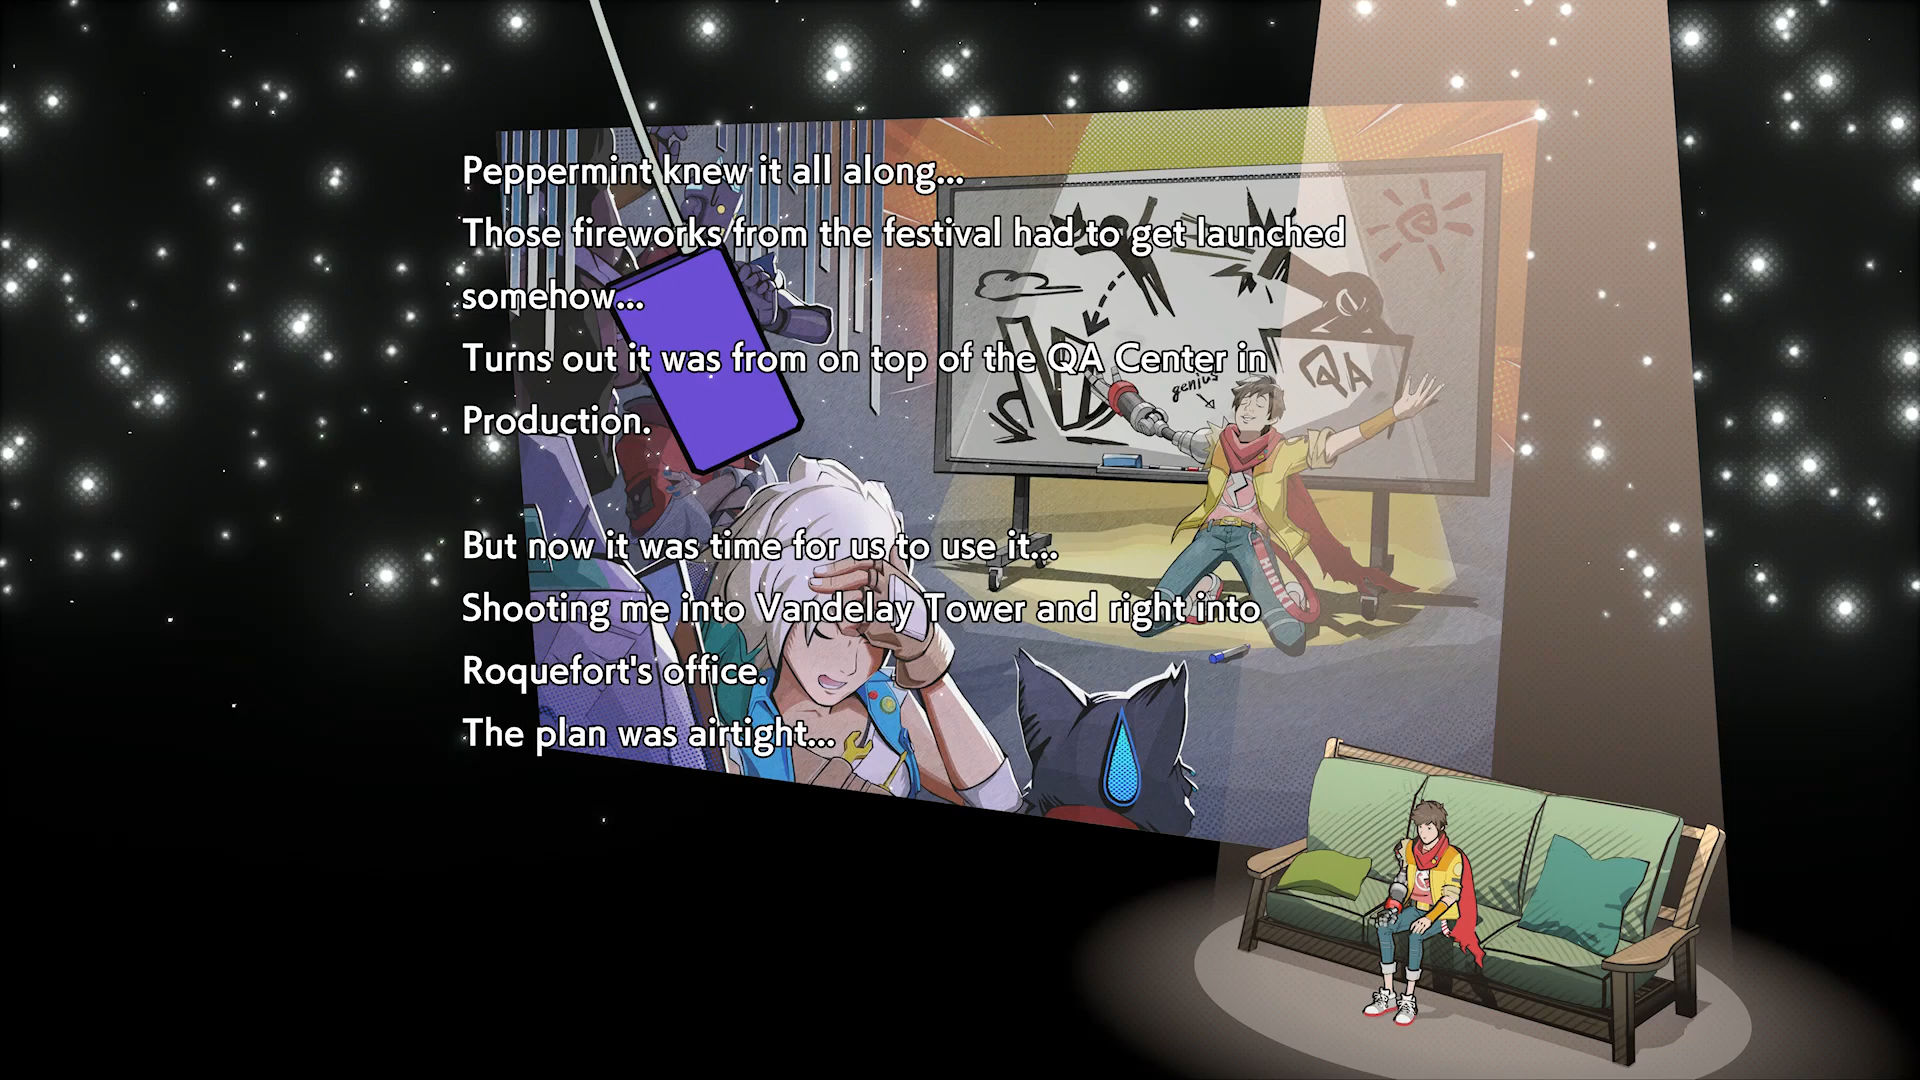 Peppermint knew it all along...
Those fireworks from the festival had to get launched
somehow...
Turns out it was from on top of the QA Center in
Production.
genius
QA
But now it was time for us to use it...
Shooting me into Vandelay Tower and right into
Roquefort's office.
The plan was airtight...